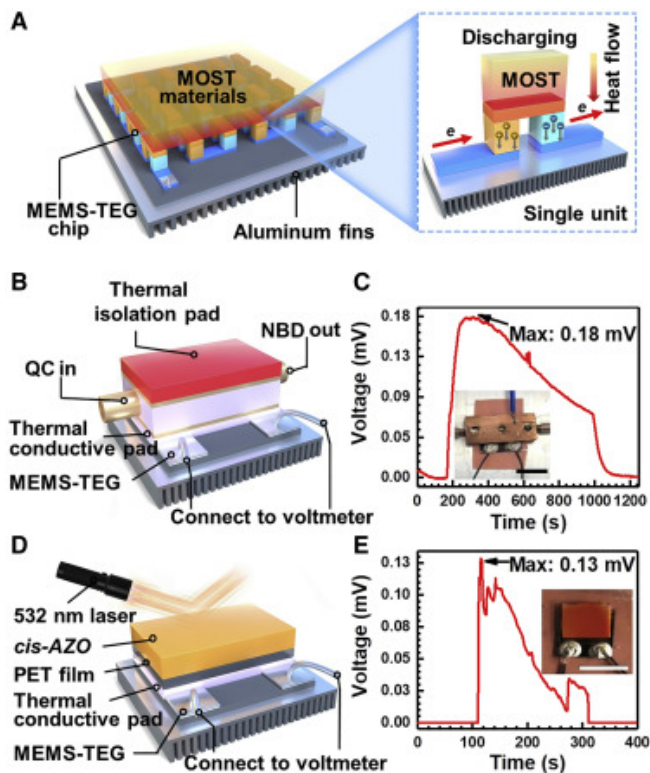 A
MOST
materials
MEMS-TEG
chip
Aluminum fins
Discharging
MOST
Heat flow
e
e
Single unit
B
Thermal
isolation pad
NBD out
QC in
Thermal
conductive pad
MEMS-TEG
Connect to voltmeter
C
Voltage (mV)
0.18
0.13
0.09
0.05
0.00
Max: 0.18 mV
0 200 400 600 800 1000 1200
Time (s)
D
532 nm laser
cis-AZO
PET film
Thermal
conductive pad
MEMS-TEG
Connect to voltmeter
E
Voltage (mV)
0.13
0.10
0.08
0.05
0.03
0.00
Max: 0.13 mV
0 100 200 300 400
Time (s)